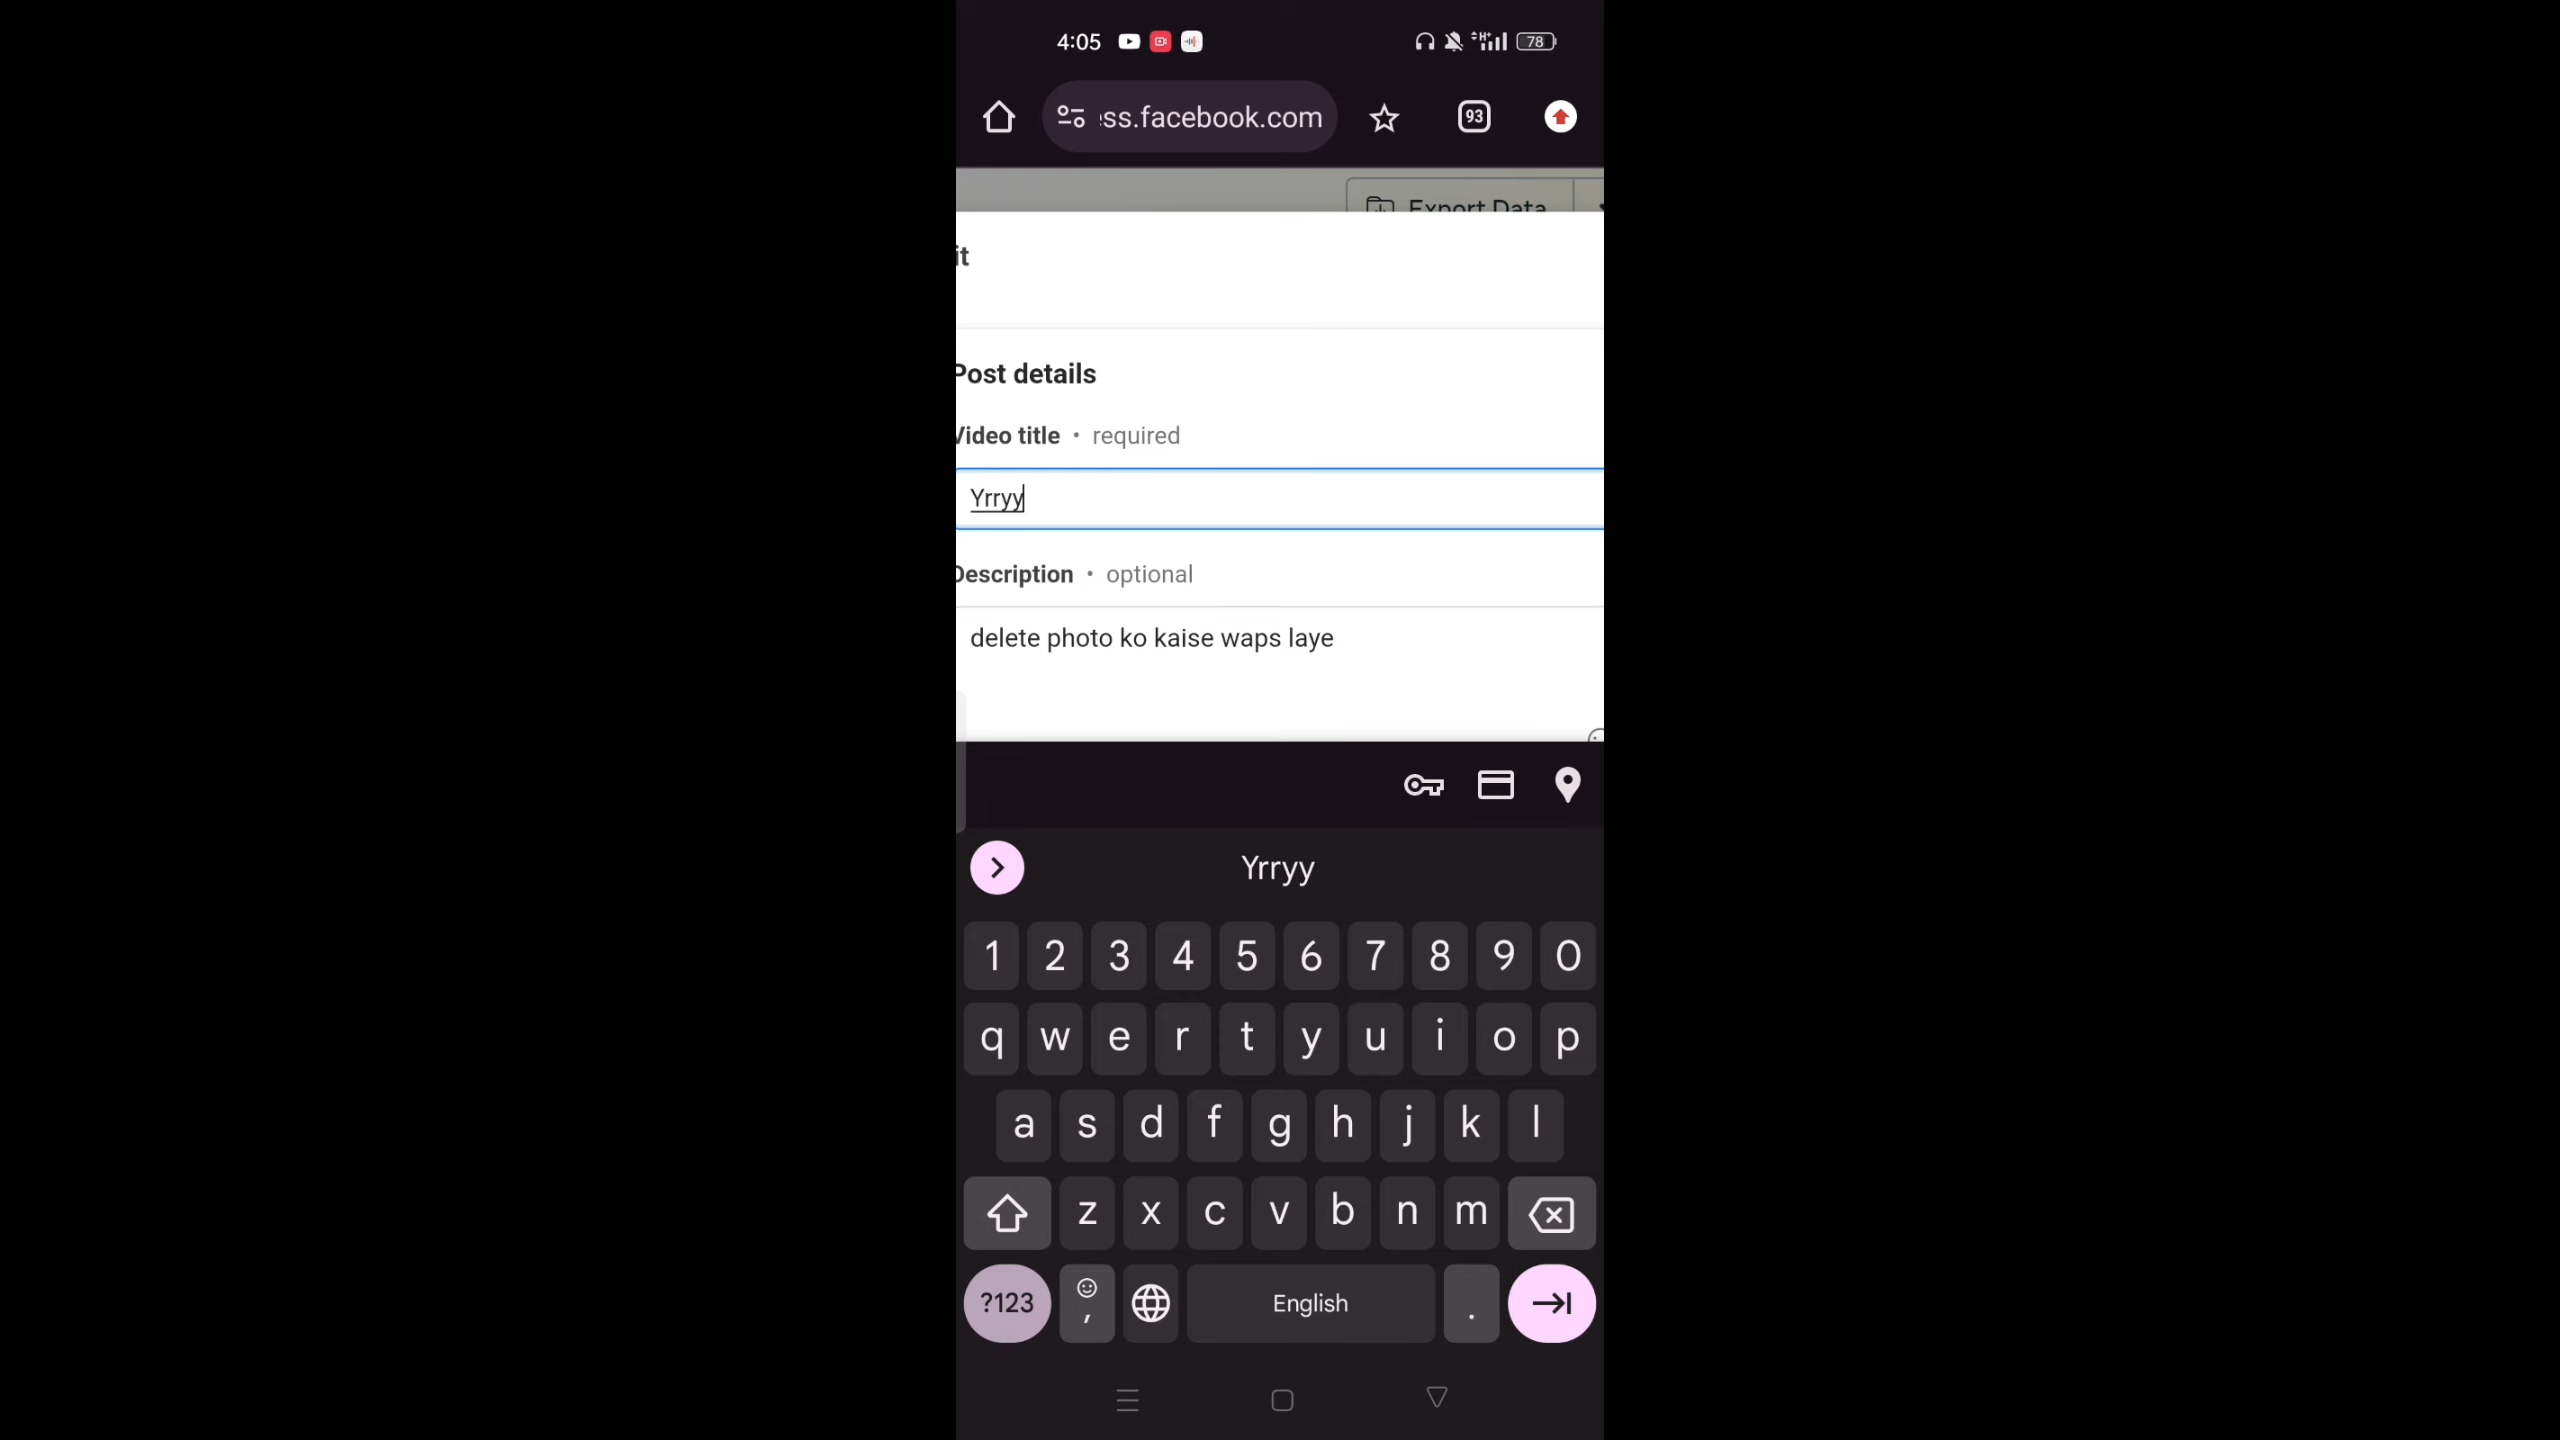 4:05
78
ss.facebook.com
93
Export Data
it
Post details
Video title • required
Yrryy
Description • optional
delete photo ko kaise waps laye
Yrryy
1 2 3 4 5 6 7 8 9 0
q w e r t y u i o p
a s d f g h j k l
z x c v b n m
?123 , English .